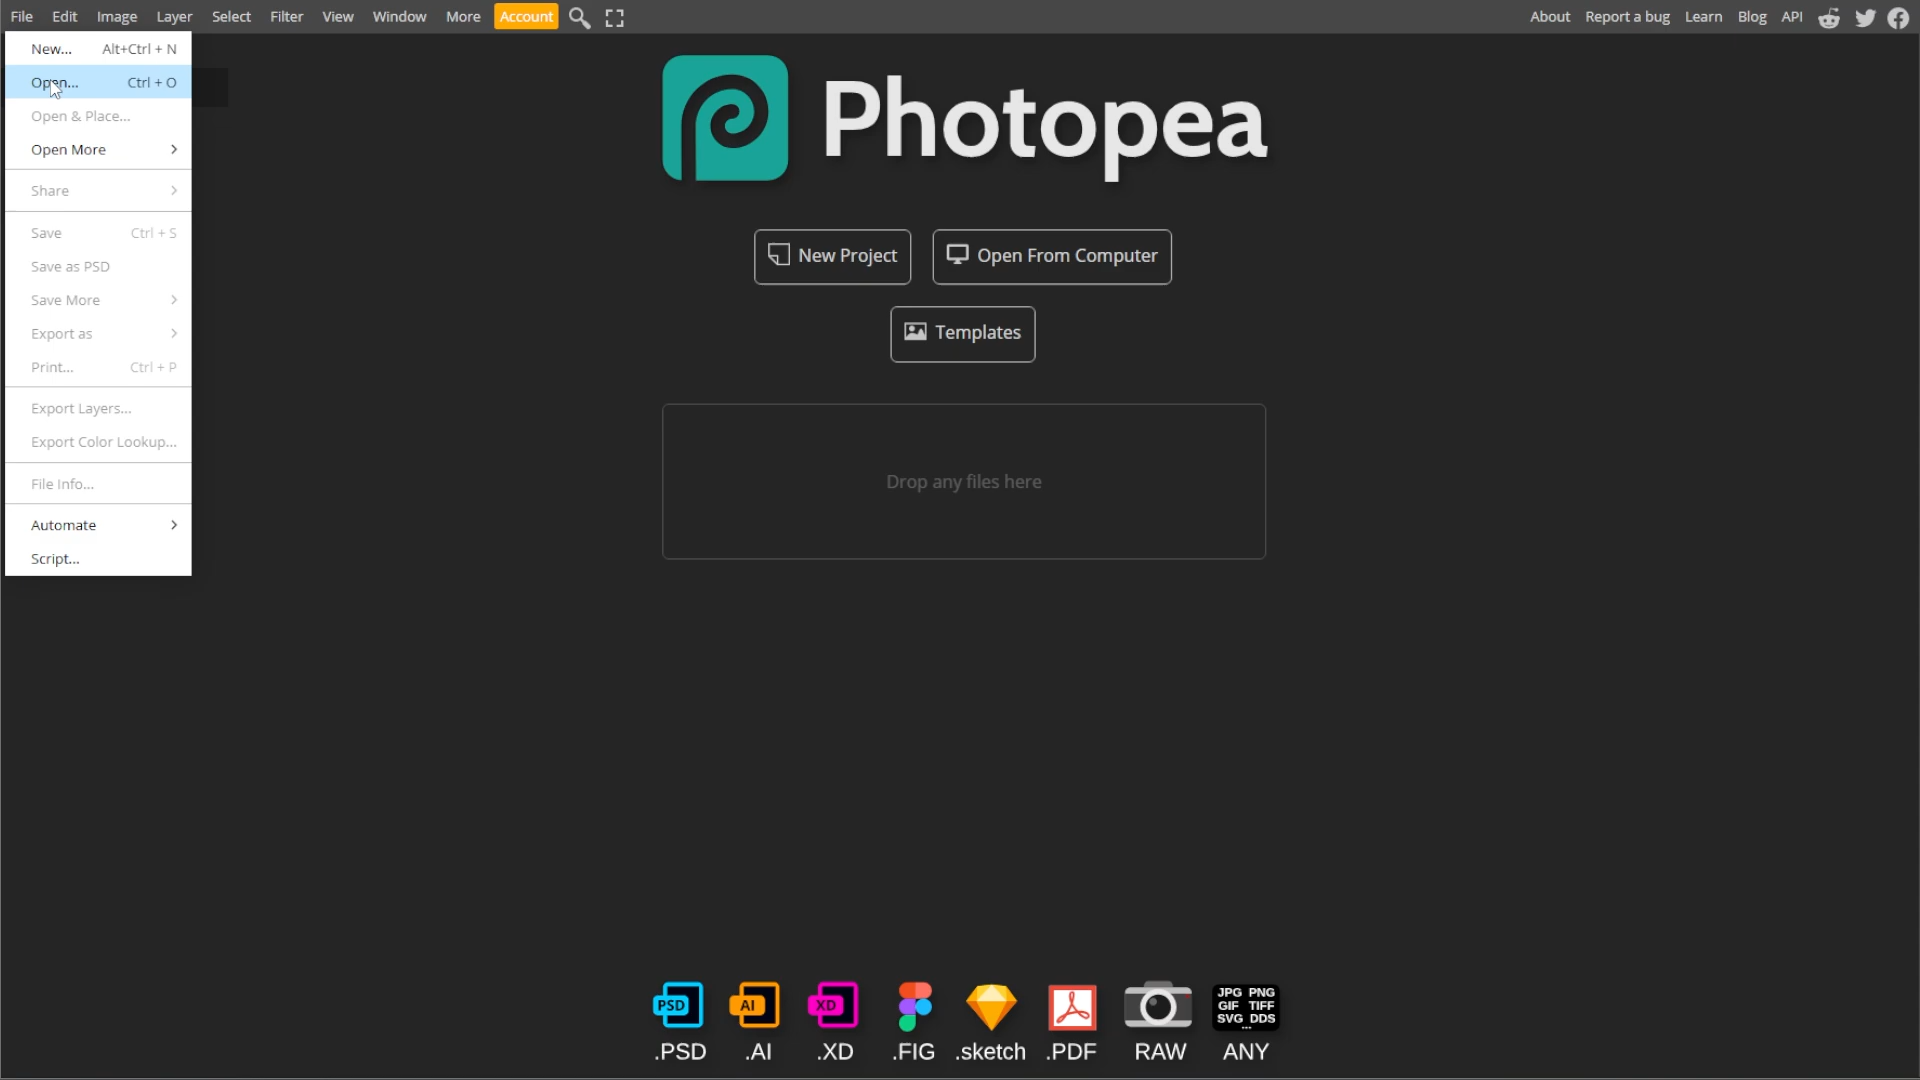 File Edit Image Layer Select Filter View Window More Account About Report a bug Learn Blog API
New... Alt+Ctrl + N
Open... Ctrl + O
Open & Place...
Open More
Share
Save Ctrl + S
Save as PSD
Save More
Export as
Print... Ctrl + P
Export Layers...
Export Color Lookup...
File Info...
Automate
Script...
Photopea
New Project Open From Computer
Templates
Drop any files here
PSD AI XD JPG PNG
GIF TIFF
SVG DDS
...
.PSD .AI .XD .FIG .sketch .PDF RAW ANY